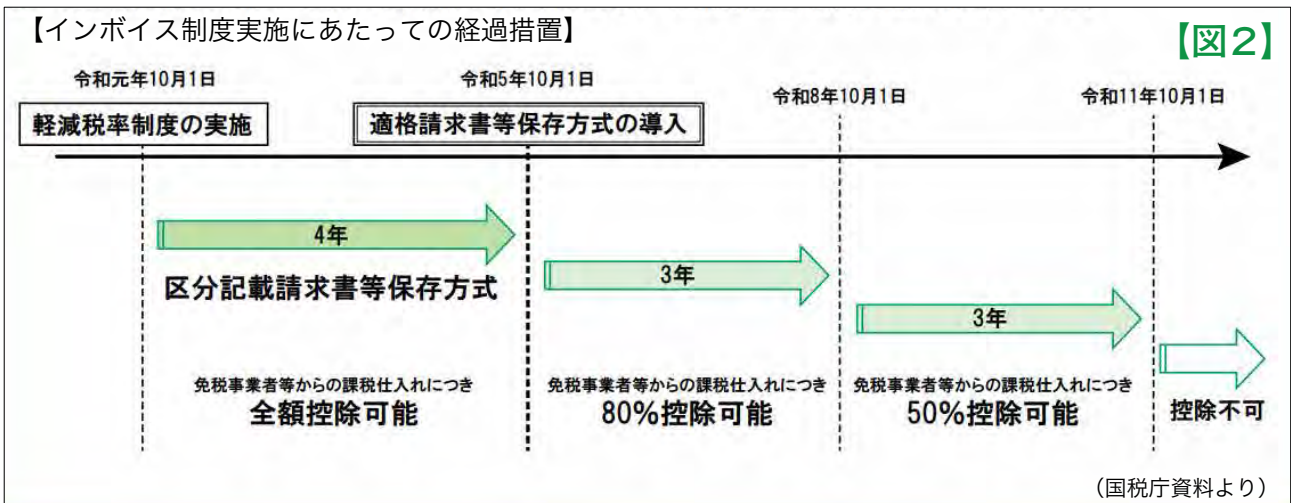 【インボイス制度実施にあたっての経過措置】
【図2】
令和元年10月1日
令和5年10月1日
令和8年10月1日
令和11年10月1日
軽減税率制度の実施
適格請求書等保存方式の導入
4年
区分記載請求書等保存方式
3年
3年
免税事業者等からの課税仕入れにつき
全額控除可能
免税事業者等からの課税仕入れにつき
80%控除可能
免税事業者等からの課税仕入れにつき
50%控除可能
控除不可
(国税庁資料より)